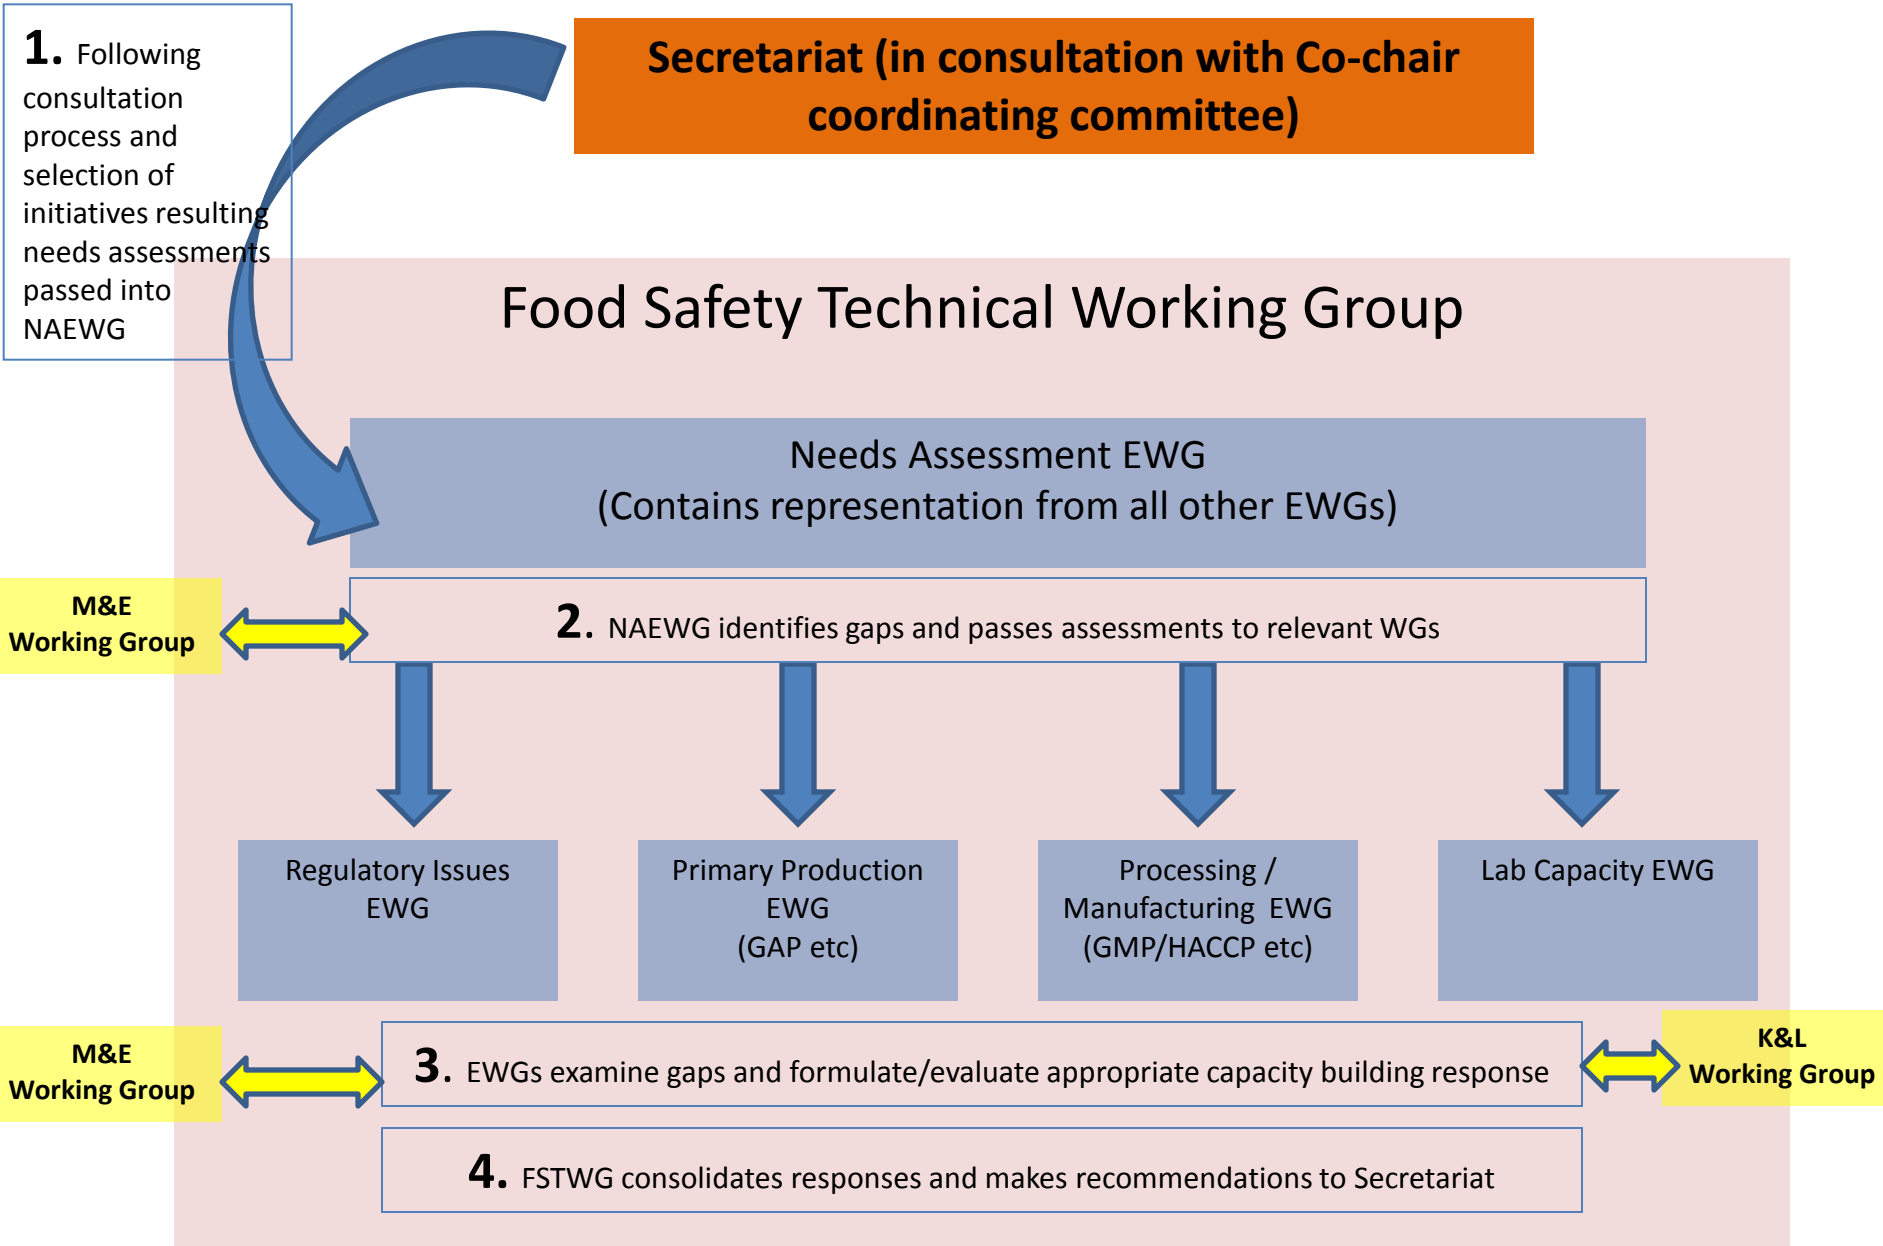 1. Following
consultation
process and
selection of
initiatives resulting
needs assessments
passed into
NAEWG
Secretariat (in consultation with Co-chair
coordinating committee)
Food Safety Technical Working Group
Needs Assessment EWG
(Contains representation from all other EWGs)
M&E
Working Group
2. NAEWG identifies gaps and passes assessments to relevant WGs
Regulatory Issues
EWG
Primary Production
EWG
(GAP etc)
Processing /
Manufacturing EWG
(GMP/HACCP etc)
Lab Capacity EWG
M&E
Working Group
3. EWGs examine gaps and formulate/evaluate appropriate capacity building response
K&L
Working Group
4. FSTWG consolidates responses and makes recommendations to Secretariat